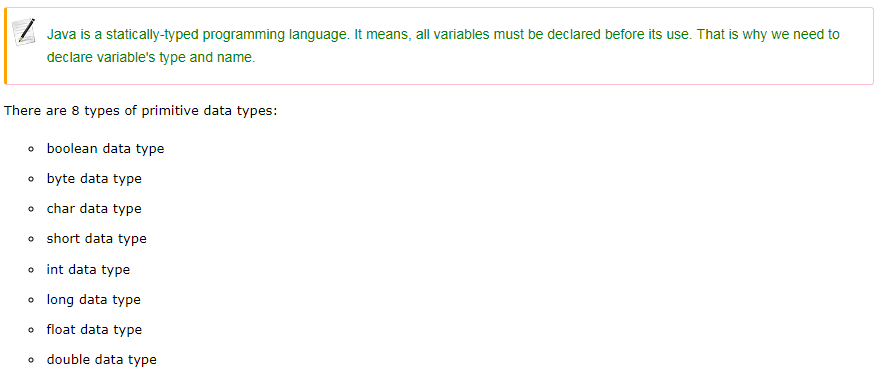 Java is a statically-typed programming language. It means, all variables must be declared before its use. That is why we need to
declare variable's type and name.
There are 8 types of primitive data types:
boolean data type
byte data type
char data type
short data type
int data type
long data type
float data type
double data type